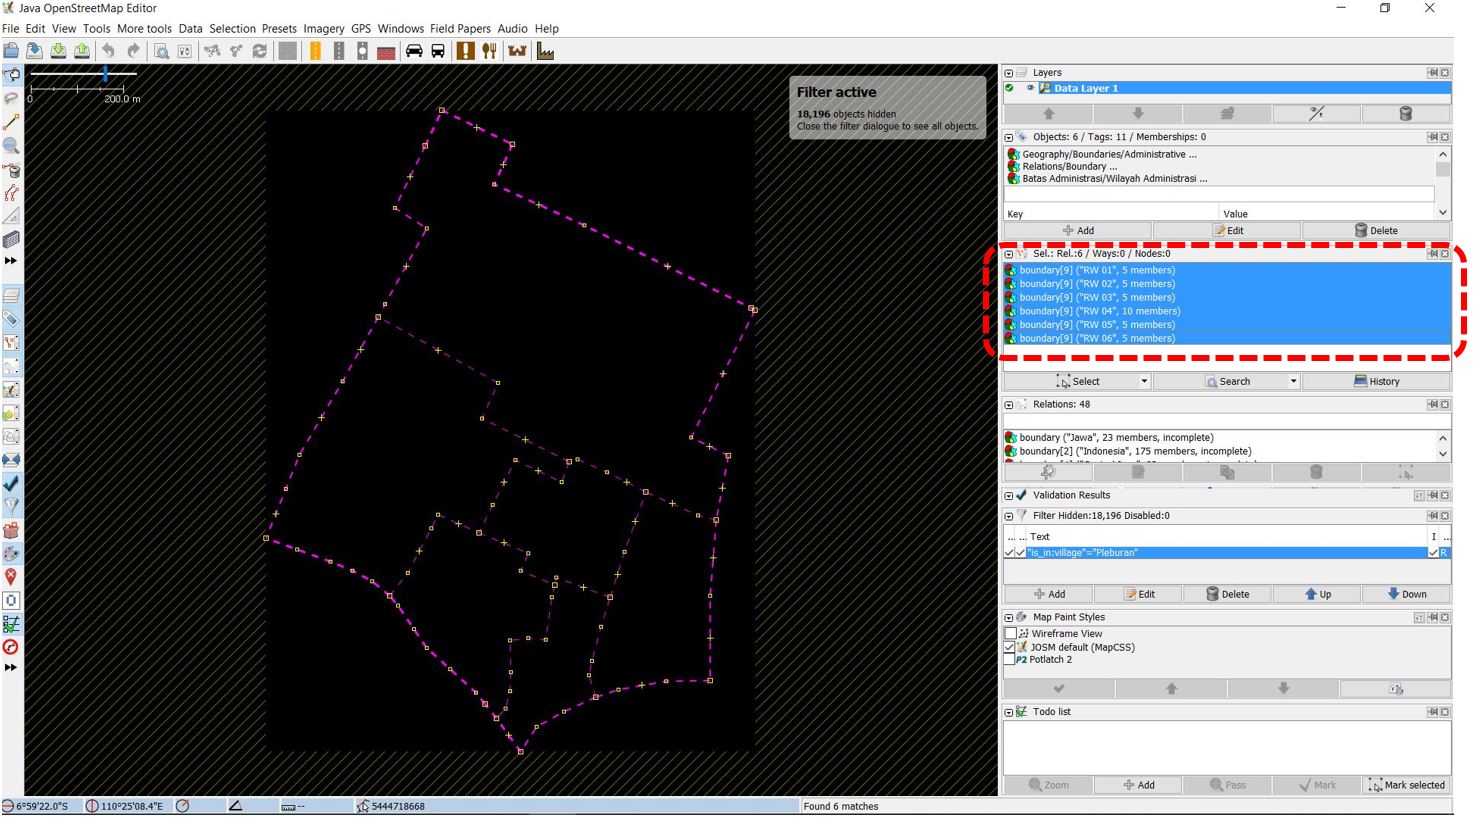 Java OpenStreetMap Editor
File Edit View Tools More tools Data Selection Presets Imagery GPS Windows Field Papers Audio Help
0 200.0 m
Filter active
18,196 objects hidden
Close the filter dialogue to see all objects.
Layers
Data Layer 1
Objects: 6 / Tags: 11 / Memberships: 0
Geography/Boundaries/Administrative ...
Relations/Boundary ...
Batas Administrasi/Wilayah Administrasi ...
Key Value
Add Edit Delete
Sel.: Rel.:6 / Ways:0 / Nodes:0
boundary[9] ("RW 01", 5 members)
boundary[9] ("RW 02", 5 members)
boundary[9] ("RW 03", 5 members)
boundary[9] ("RW 04", 10 members)
boundary[9] ("RW 05", 5 members)
boundary[9] ("RW 06", 5 members)
Select Search History
Relations: 48
boundary ("Jawa", 23 members, incomplete)
boundary[2] ("Indonesia", 175 members, incomplete)
Validation Results
Filter Hidden:18,196 Disabled:0
... ... Text I ...
"is_in:village"="Pleburan" R
Add Edit Delete Up Down
Map Paint Styles
Wireframe View
JOSM default (MapCSS)
P2 Potlatch 2
Todo list
Zoom Add Pass Mark Mark selected
6°59'22.0"S 110°25'08.4"E -- 5444718668 Found 6 matches